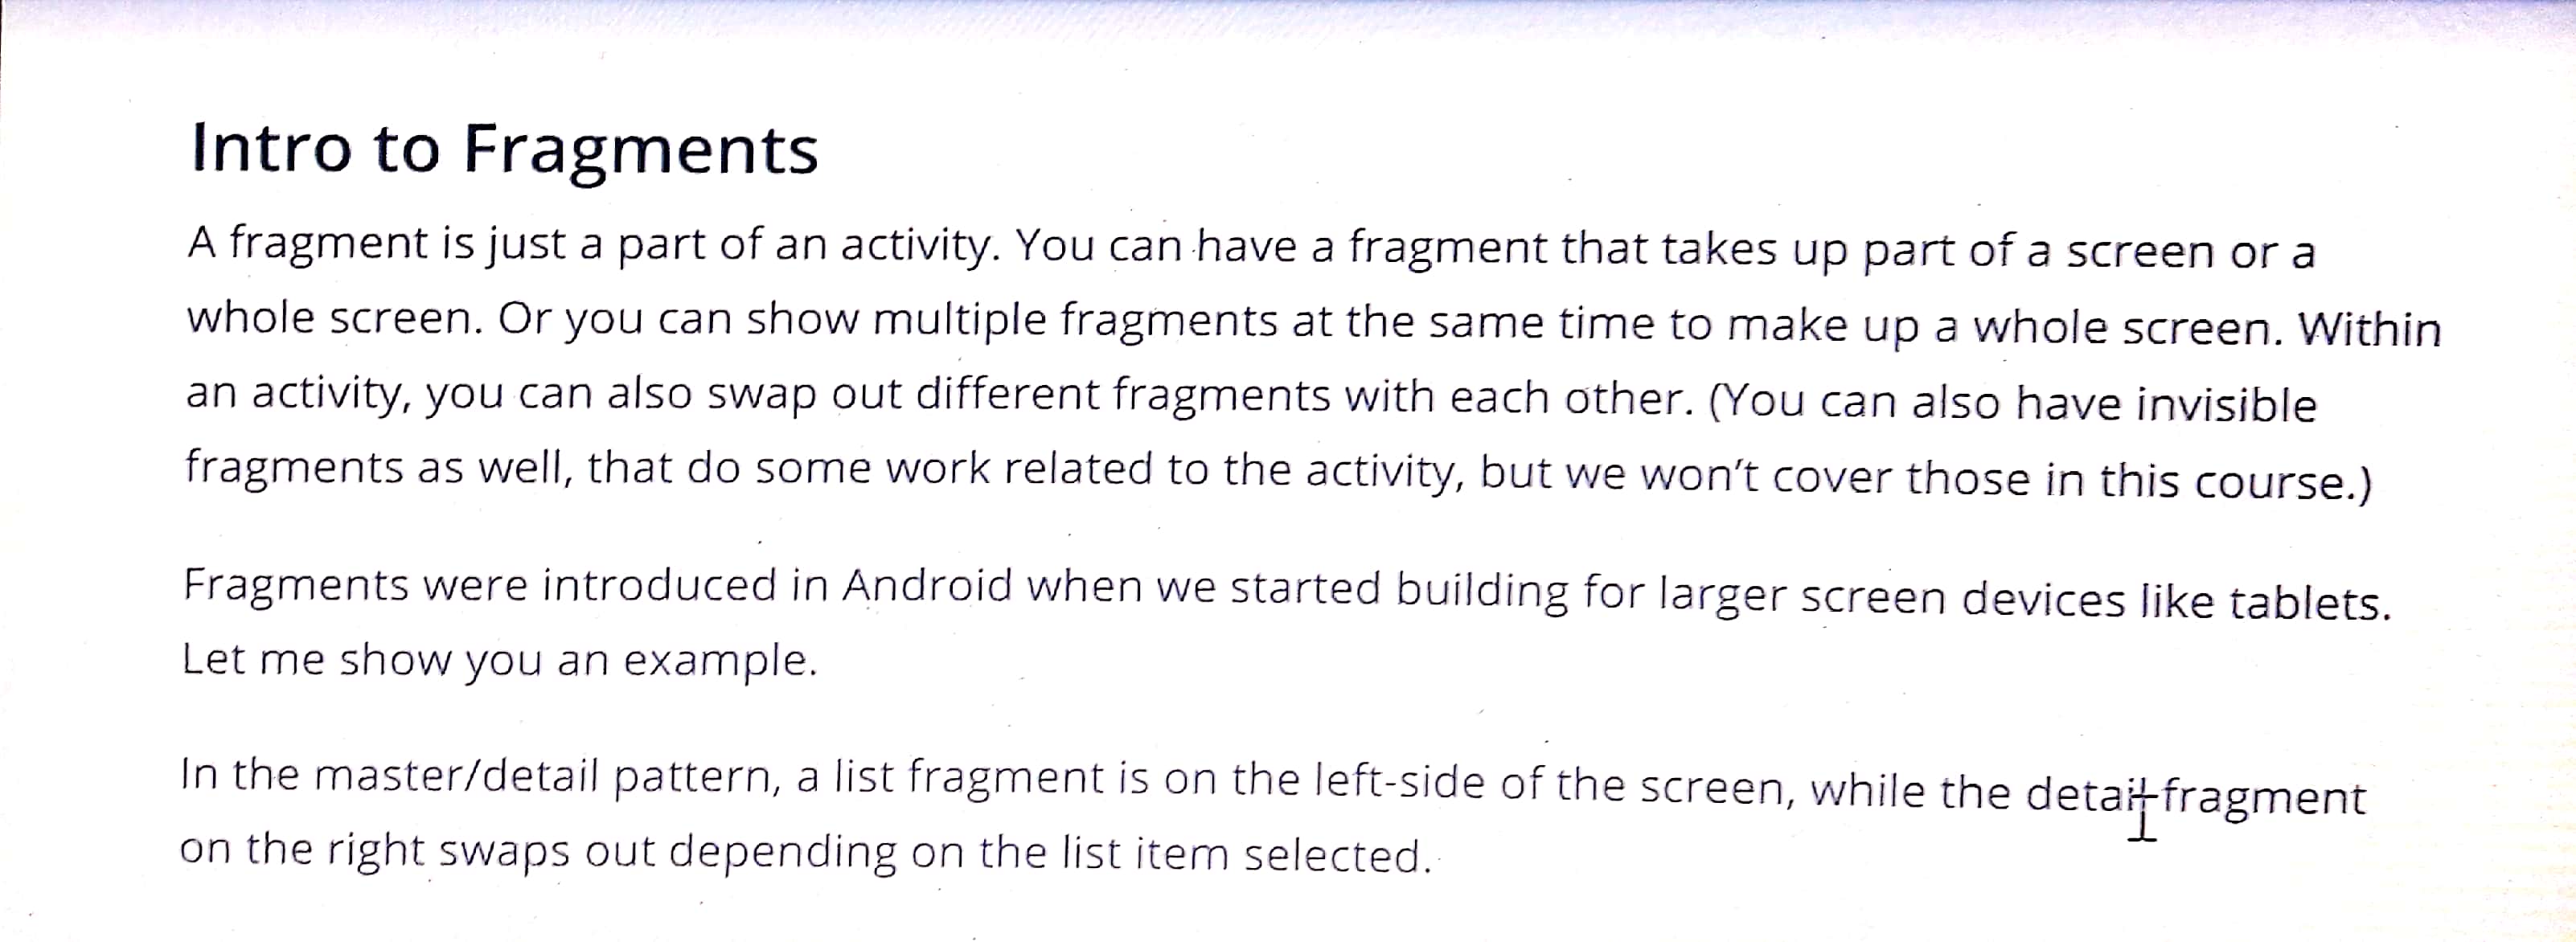 Intro to Fragments
A fragment is just a part of an activity. You can have a fragment that takes up part of a screen or a
whole screen. Or you can show multiple fragments at the same time to make up a whole screen. Within
an activity, you can also swap out different fragments with each other. (You can also have invisible
fragments as well, that do some work related to the activity, but we won't cover those in this course.)
Fragments were introduced in Android when we started building for larger screen devices like tablets.
Let me show you an example.
In the master/detail pattern, a list fragment is on the left-side of the screen, while the detail fragment
on the right swaps out depending on the list item selected.